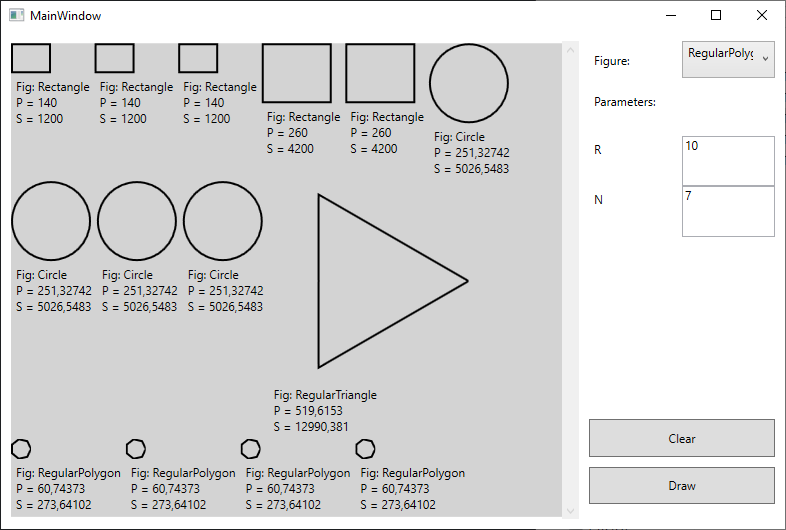 MainWindow
Fig: Rectangle
P = 140
S = 1200
Fig: Rectangle
P = 140
S = 1200
Fig: Rectangle
P = 140
S = 1200
Fig: Rectangle
P = 260
S = 4200
Fig: Rectangle
P = 260
S = 4200
Fig: Circle
P = 251,32742
S = 5026,5483
Fig: Circle
P = 251,32742
S = 5026,5483
Fig: Circle
P = 251,32742
S = 5026,5483
Fig: Circle
P = 251,32742
S = 5026,5483
Fig: RegularTriangle
P = 519,6153
S = 12990,381
Fig: RegularPolygon
P = 60,74373
S = 273,64102
Fig: RegularPolygon
P = 60,74373
S = 273,64102
Fig: RegularPolygon
P = 60,74373
S = 273,64102
Fig: RegularPolygon
P = 60,74373
S = 273,64102
Figure:
RegularPolyg
Parameters:
R
10
N
7
Clear
Draw